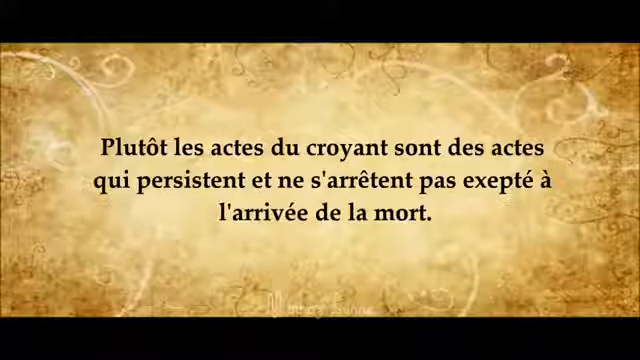 Plutôt les actes du croyant sont des actes
qui persistent et ne s'arrêtent pas exepté à
l'arrivée de la mort.